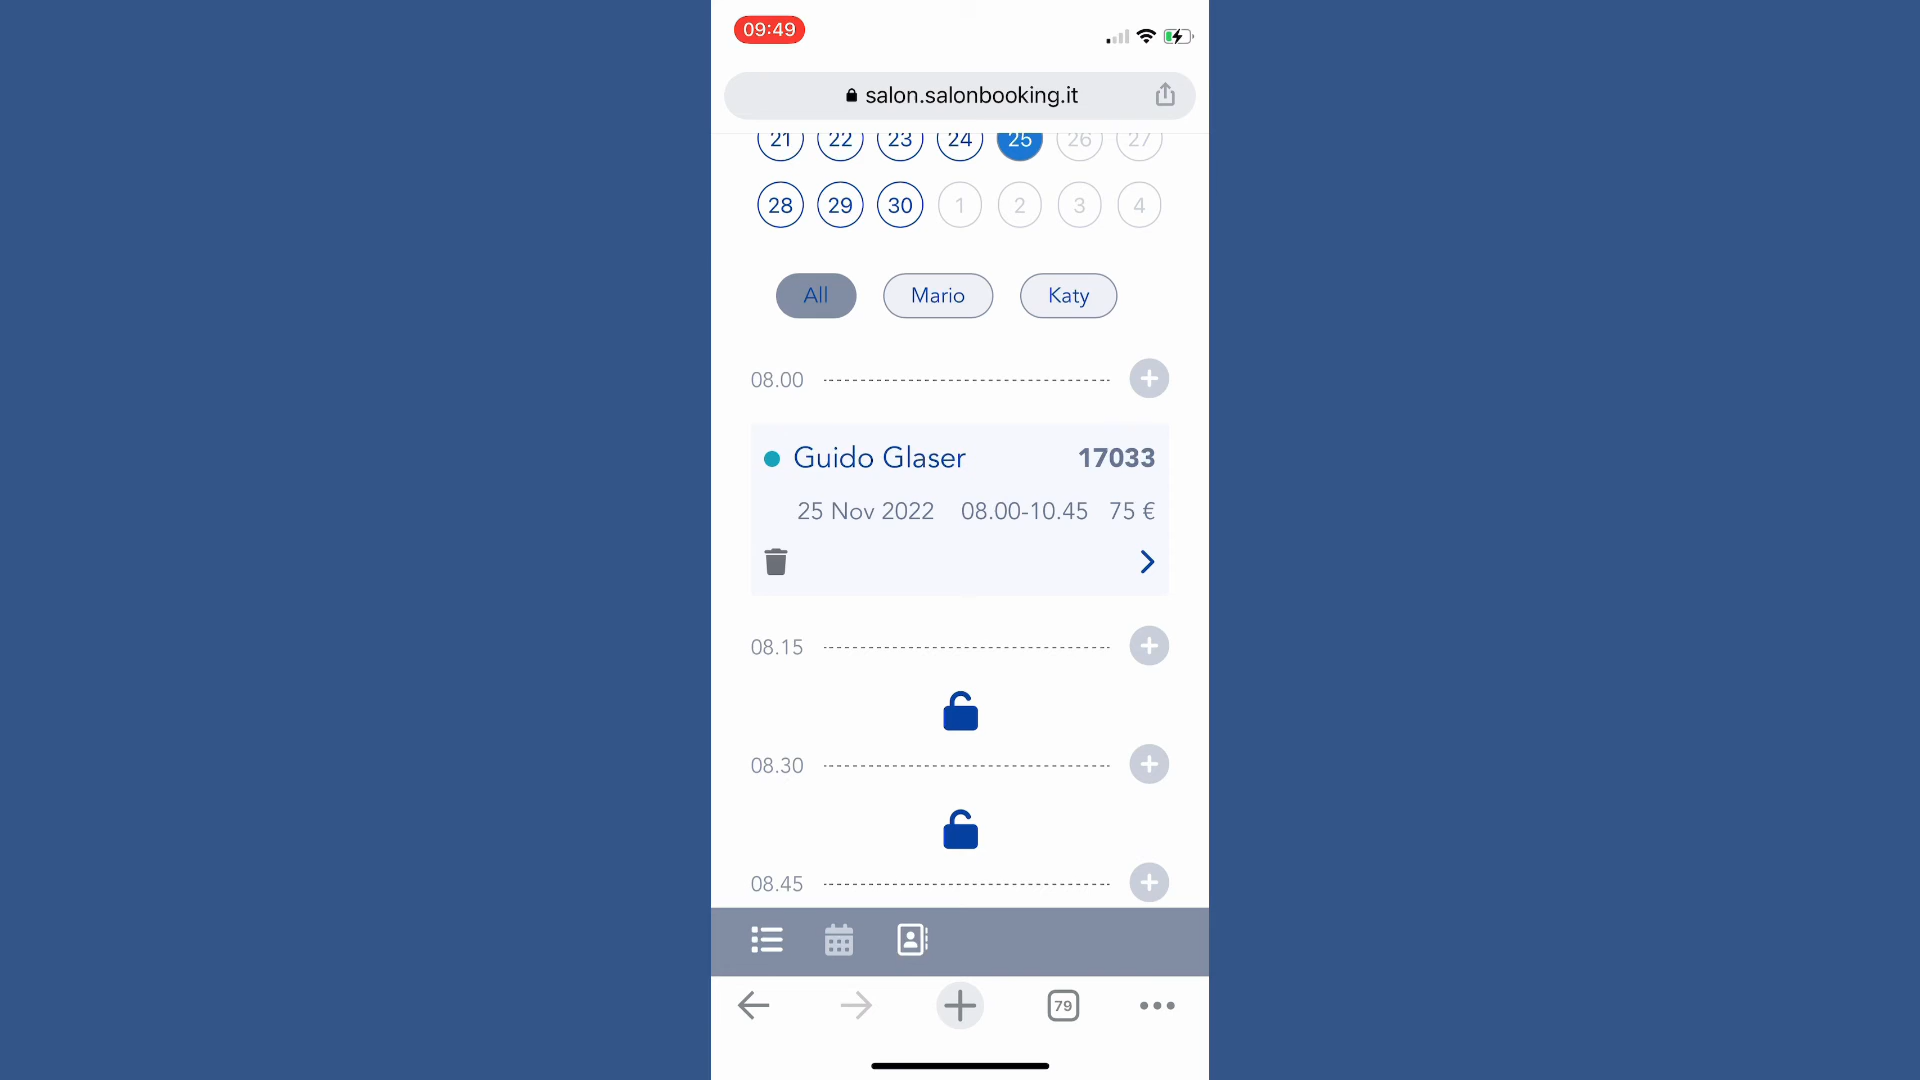 09:49
salon.salonbooking.it
21 22 23 24 25 26 27
28 29 30 1 2 3 4
All Mario Katy
08.00
Guido Glaser 17033
25 Nov 2022 08.00-10.45 75 €
08.15
08.30
08.45
79